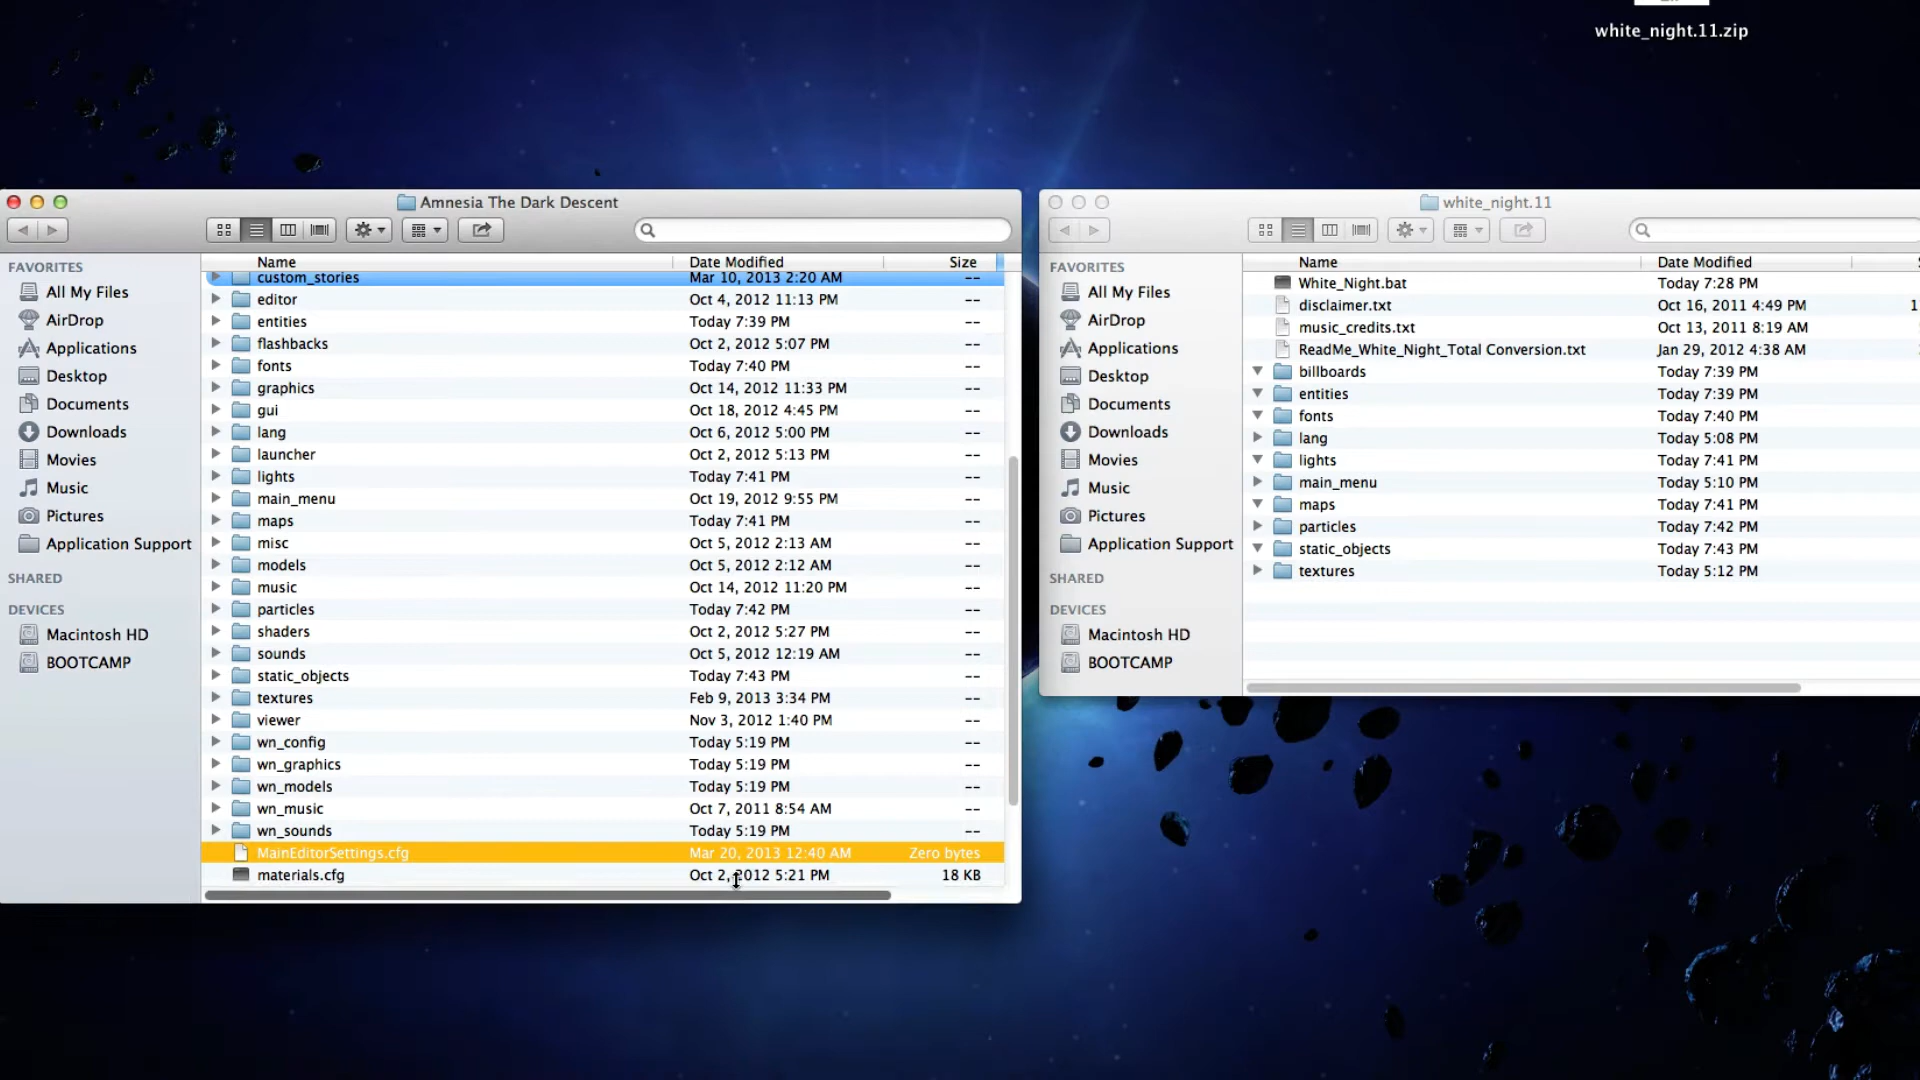 white_night.11.zip
Amnesia The Dark Descent
FAVORITES
All My Files
AirDrop
Applications
Desktop
Documents
Downloads
Movies
Music
Pictures
Application Support
SHARED
DEVICES
Macintosh HD
BOOTCAMP
Name Date Modified Size
custom_stories Mar 10, 2013 2:20 AM --
editor Oct 4, 2012 11:13 PM --
entities Today 7:39 PM --
flashbacks Oct 2, 2012 5:07 PM --
fonts Today 7:40 PM --
graphics Oct 14, 2012 11:33 PM --
gui Oct 18, 2012 4:45 PM --
lang Oct 6, 2012 5:00 PM --
launcher Oct 2, 2012 5:13 PM --
lights Today 7:41 PM --
main_menu Oct 19, 2012 9:55 PM --
maps Today 7:41 PM --
misc Oct 5, 2012 2:13 AM --
models Oct 5, 2012 2:12 AM --
music Oct 14, 2012 11:20 PM --
particles Today 7:42 PM --
shaders Oct 2, 2012 5:27 PM --
sounds Oct 5, 2012 12:19 AM --
static_objects Today 7:43 PM --
textures Feb 9, 2013 3:34 PM --
viewer Nov 3, 2012 1:40 PM --
wn_config Today 5:19 PM --
wn_graphics Today 5:19 PM --
wn_models Today 5:19 PM --
wn_music Oct 7, 2011 8:54 AM --
wn_sounds Today 5:19 PM --
MainEditorSettings.cfg Mar 20, 2013 12:40 AM Zero bytes
materials.cfg Oct 2, 2012 5:21 PM 18 KB
white_night.11
FAVORITES
All My Files
AirDrop
Applications
Desktop
Documents
Downloads
Movies
Music
Pictures
Application Support
SHARED
DEVICES
Macintosh HD
BOOTCAMP
Name Date Modified
White_Night.bat Today 7:28 PM
disclaimer.txt Oct 16, 2011 4:49 PM
music_credits.txt Oct 13, 2011 8:19 AM
ReadMe_White_Night_Total Conversion.txt Jan 29, 2012 4:38 AM
billboards Today 7:39 PM
entities Today 7:39 PM
fonts Today 7:40 PM
lang Today 5:08 PM
lights Today 7:41 PM
main_menu Today 5:10 PM
maps Today 7:41 PM
particles Today 7:42 PM
static_objects Today 7:43 PM
textures Today 5:12 PM